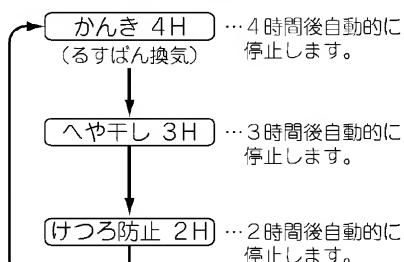 かんき 4H …4時間後自動的に
(るすばん換気) 停止します。
へや干し 3H …3時間後自動的に
停止します。
けつろ防止 2H …2時間後自動的に
停止します。